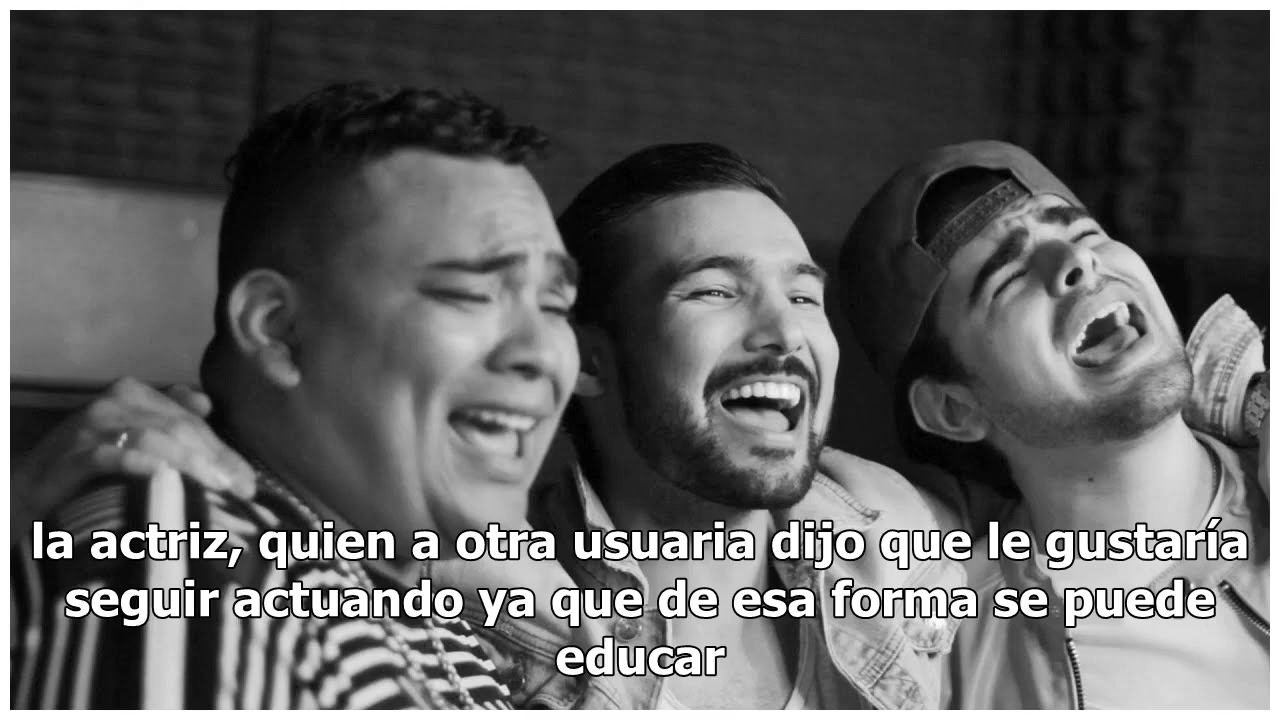 la actriz, quien a otra usuaria dijo que le gustaría
seguir actuando ya que de esa forma se puede
educar